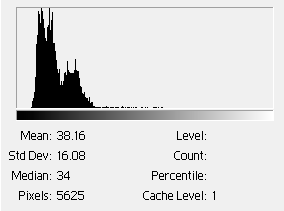 Mean: 38.16 Level:
Std Dev: 16.08 Count:
Median: 34 Percentile:
Pixels: 5625 Cache Level: 1